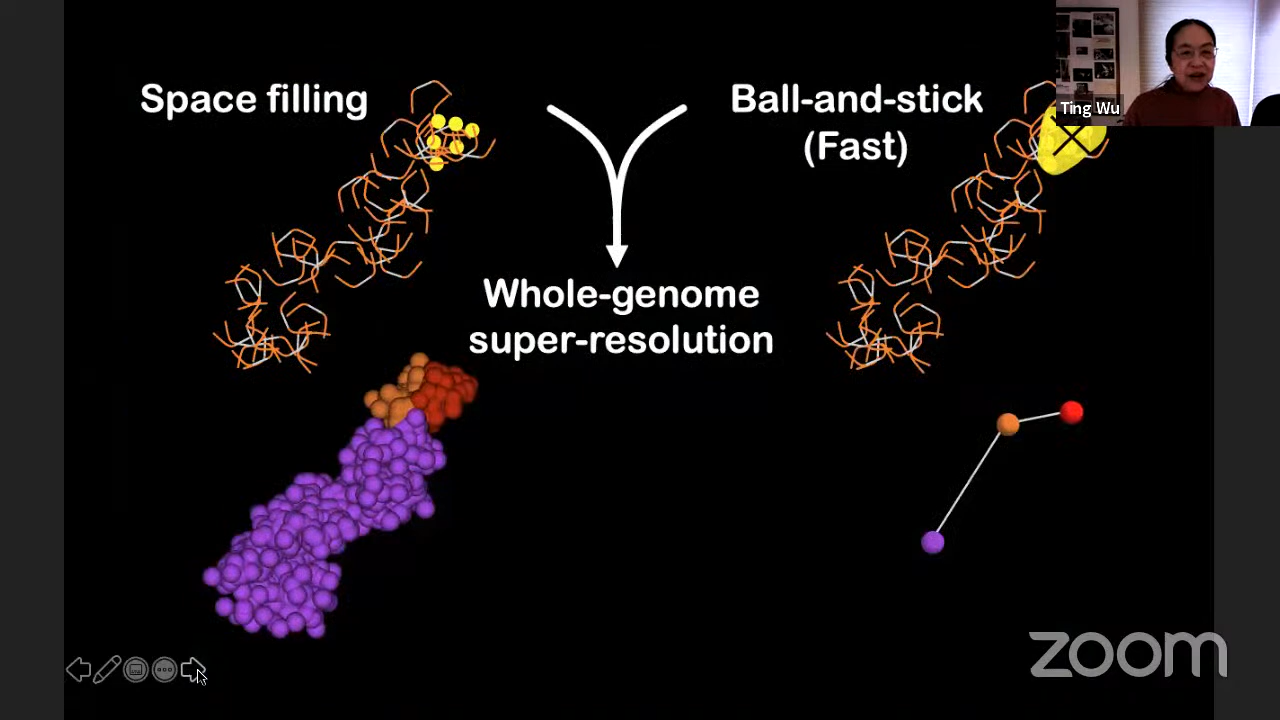 Space filling
Ball-and-stick
(Fast)
Ting Wu
Whole-genome
super-resolution
zoom